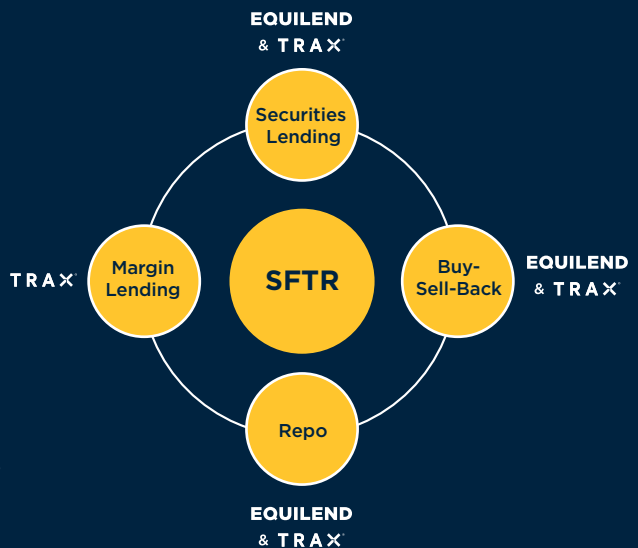 EQUILEND
& TRAX
Securities
Lending
TRAX
Margin
Lending
SFTR
Buy-
Sell-Back
EQUILEND
& TRAX
Repo
EQUILEND
& TRAX